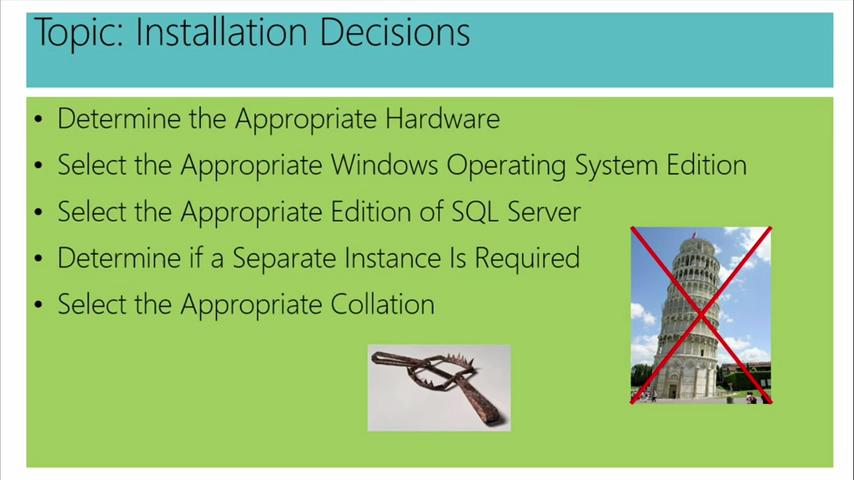 Topic: Installation Decisions
• Determine the Appropriate Hardware
• Select the Appropriate Windows Operating System Edition
• Select the Appropriate Edition of SQL Server
• Determine if a Separate Instance Is Required
• Select the Appropriate Collation